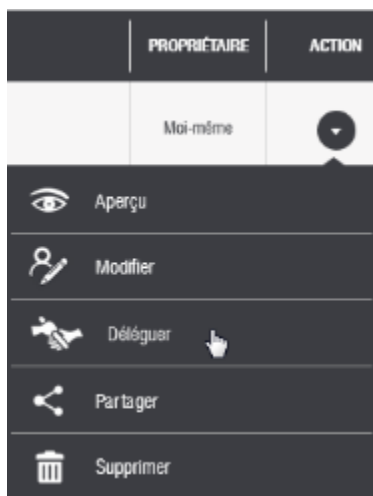 PROPRIÉTAIRE ACTION
Moi-même
Aperçu
Modifier
Déléguer
Partager
Supprimer